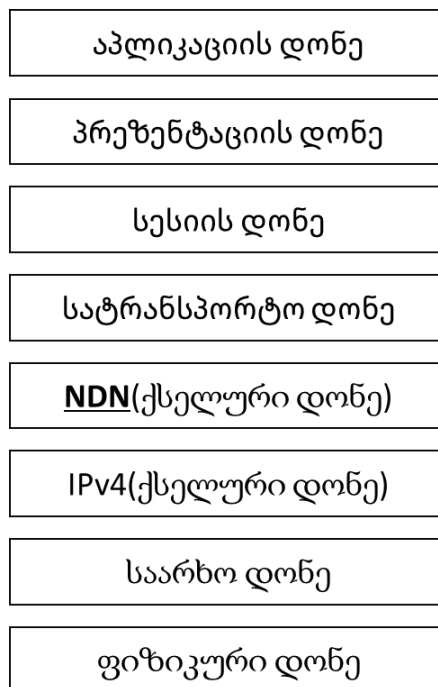 აპლიკაციის დონე
პრეზენტაციის დონე
სესიის დონე
სატრანსპორტო დონე
NDN(ქსელური დონე)
IPv4(ქსელური დონე)
საარხო დონე
ფიზიკური დონე